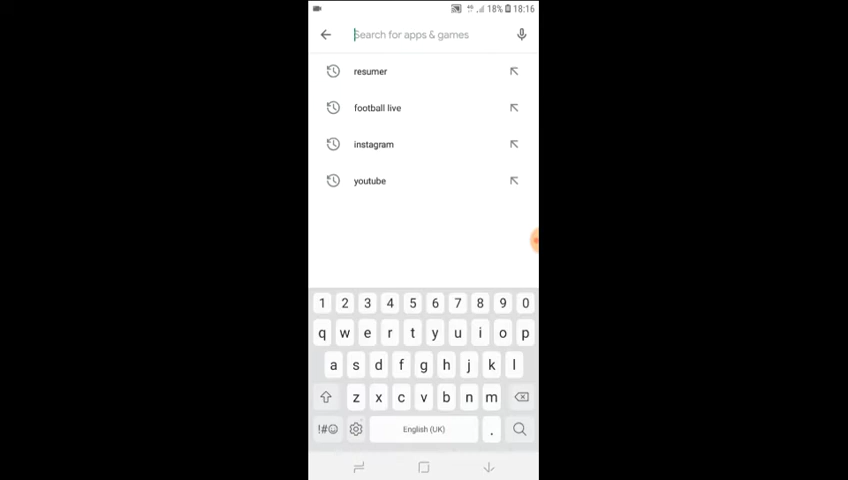 4G 18% 18:16
Search for apps & games
resumer
football live
instagram
youtube
1 2 3 4 5 6 7 8 9 0
q w e r t y u i o p
a s d f g h j k l
z x c v b n m
!#☺ English (UK) .